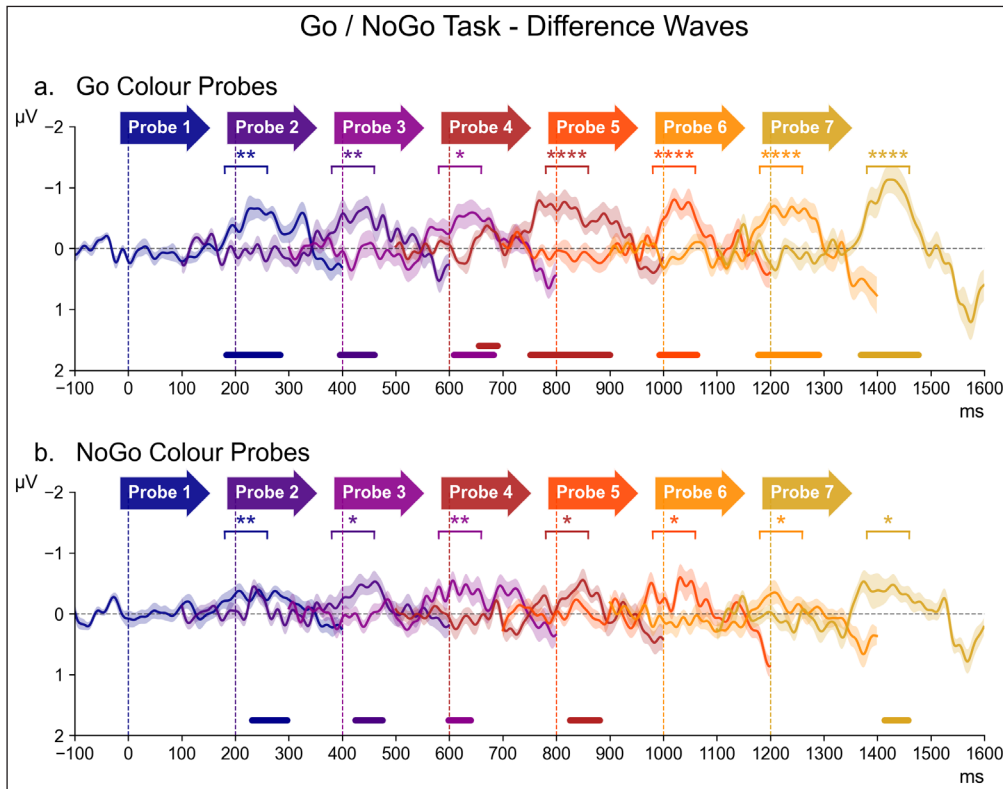 Go / NoGo Task - Difference Waves
a. Go Colour Probes
µV
Probe 1 Probe 2 Probe 3 Probe 4 Probe 5 Probe 6 Probe 7
−2
** ** * **** **** **** ****
-1
0
1
2
−100 0 100 200 300 400 500 600 700 800 900 1000 1100 1200 1300 1400 1500 1600
ms
b. NoGo Colour Probes
µV
Probe 1 Probe 2 Probe 3 Probe 4 Probe 5 Probe 6 Probe 7
−2
** * ** * * * *
-1
0
1
2
−100 0 100 200 300 400 500 600 700 800 900 1000 1100 1200 1300 1400 1500 1600
ms